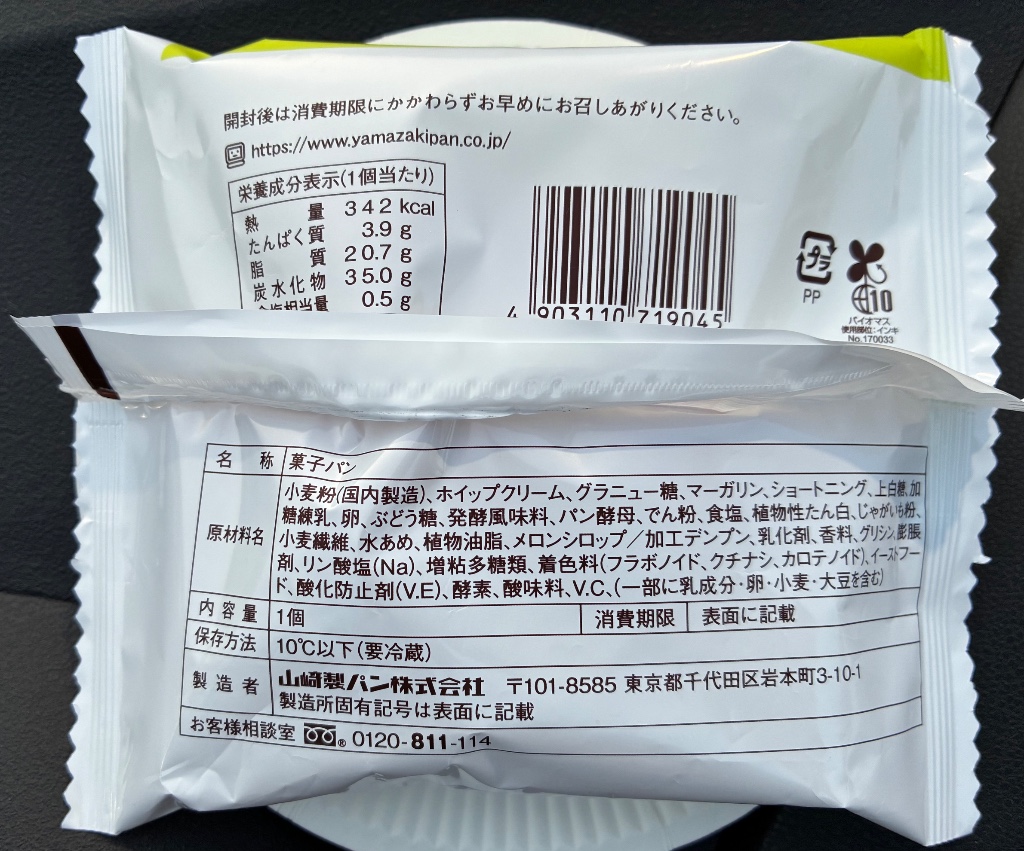 開封後は消費期限にかかわらずお早めにお召しあがりください。
https://www.yamazakipan.co.jp/
栄養成分表示(1個当たり)
熱量 342 kcal
たんぱく質 3.9 g
脂質 20.7 g
炭水化物 35.0 g
食塩相当量 0.5 g
4 903110 719045
プラ
PP
10
バイオマス
使用部位:インキ
No.170033
名称 菓子パン
原材料名 小麦粉(国内製造)、ホイップクリーム、グラニュー糖、マーガリン、ショートニング、上白糖、加
糖練乳、卵、ぶどう糖、発酵風味料、パン酵母、でん粉、食塩、植物性たん白、じゃがいも粉、
小麦繊維、水あめ、植物油脂、メロンシロップ/加工デンプン、乳化剤、香料、グリシン、膨脹
剤、リン酸塩(Na)、増粘多糖類、着色料(フラボノイド、クチナシ、カロテノイド)、イーストフー
ド、酸化防止剤(V.E)、酵素、酸味料、V.C、(一部に乳成分・卵・小麦・大豆を含む)
内容量 1個 消費期限 表面に記載
保存方法 10℃以下(要冷蔵)
製造者 山崎製パン株式会社 〒101-8585 東京都千代田区岩本町3-10-1
製造所固有記号は表面に記載
お客様相談室 ® 0120-811-114